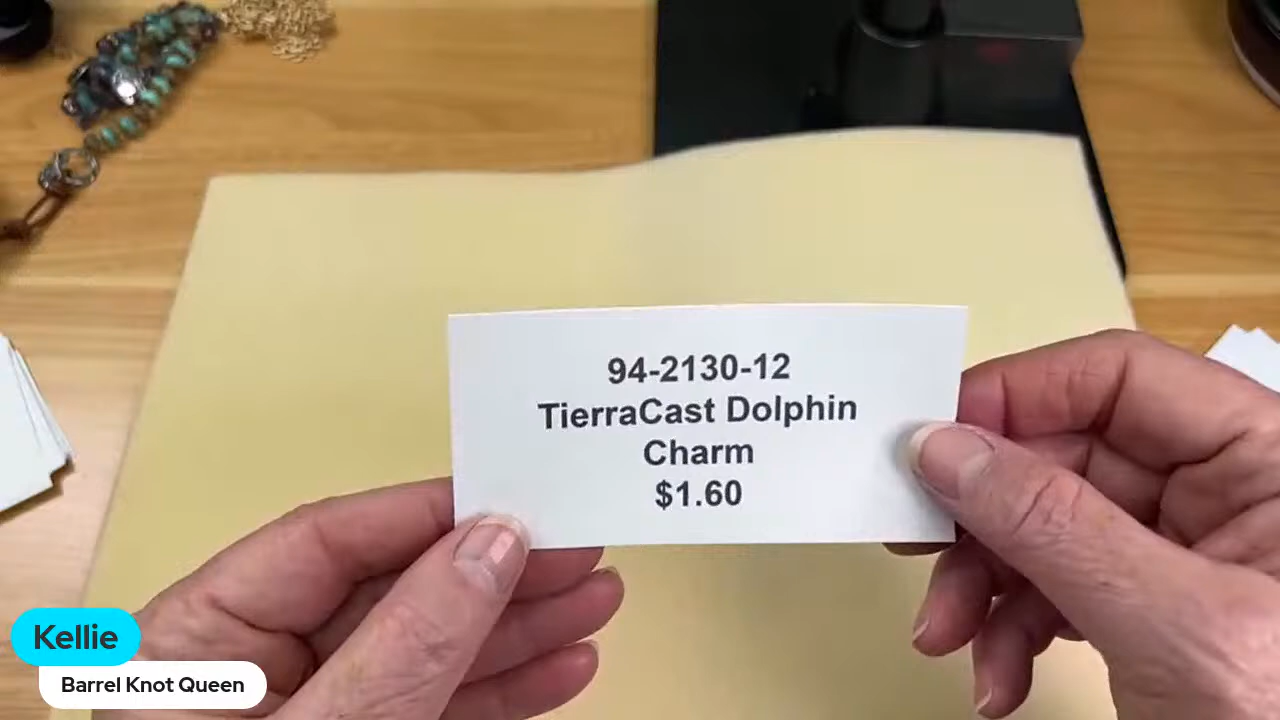 94-2130-12
TierraCast Dolphin
Charm
$1.60
Kellie
Barrel Knot Queen